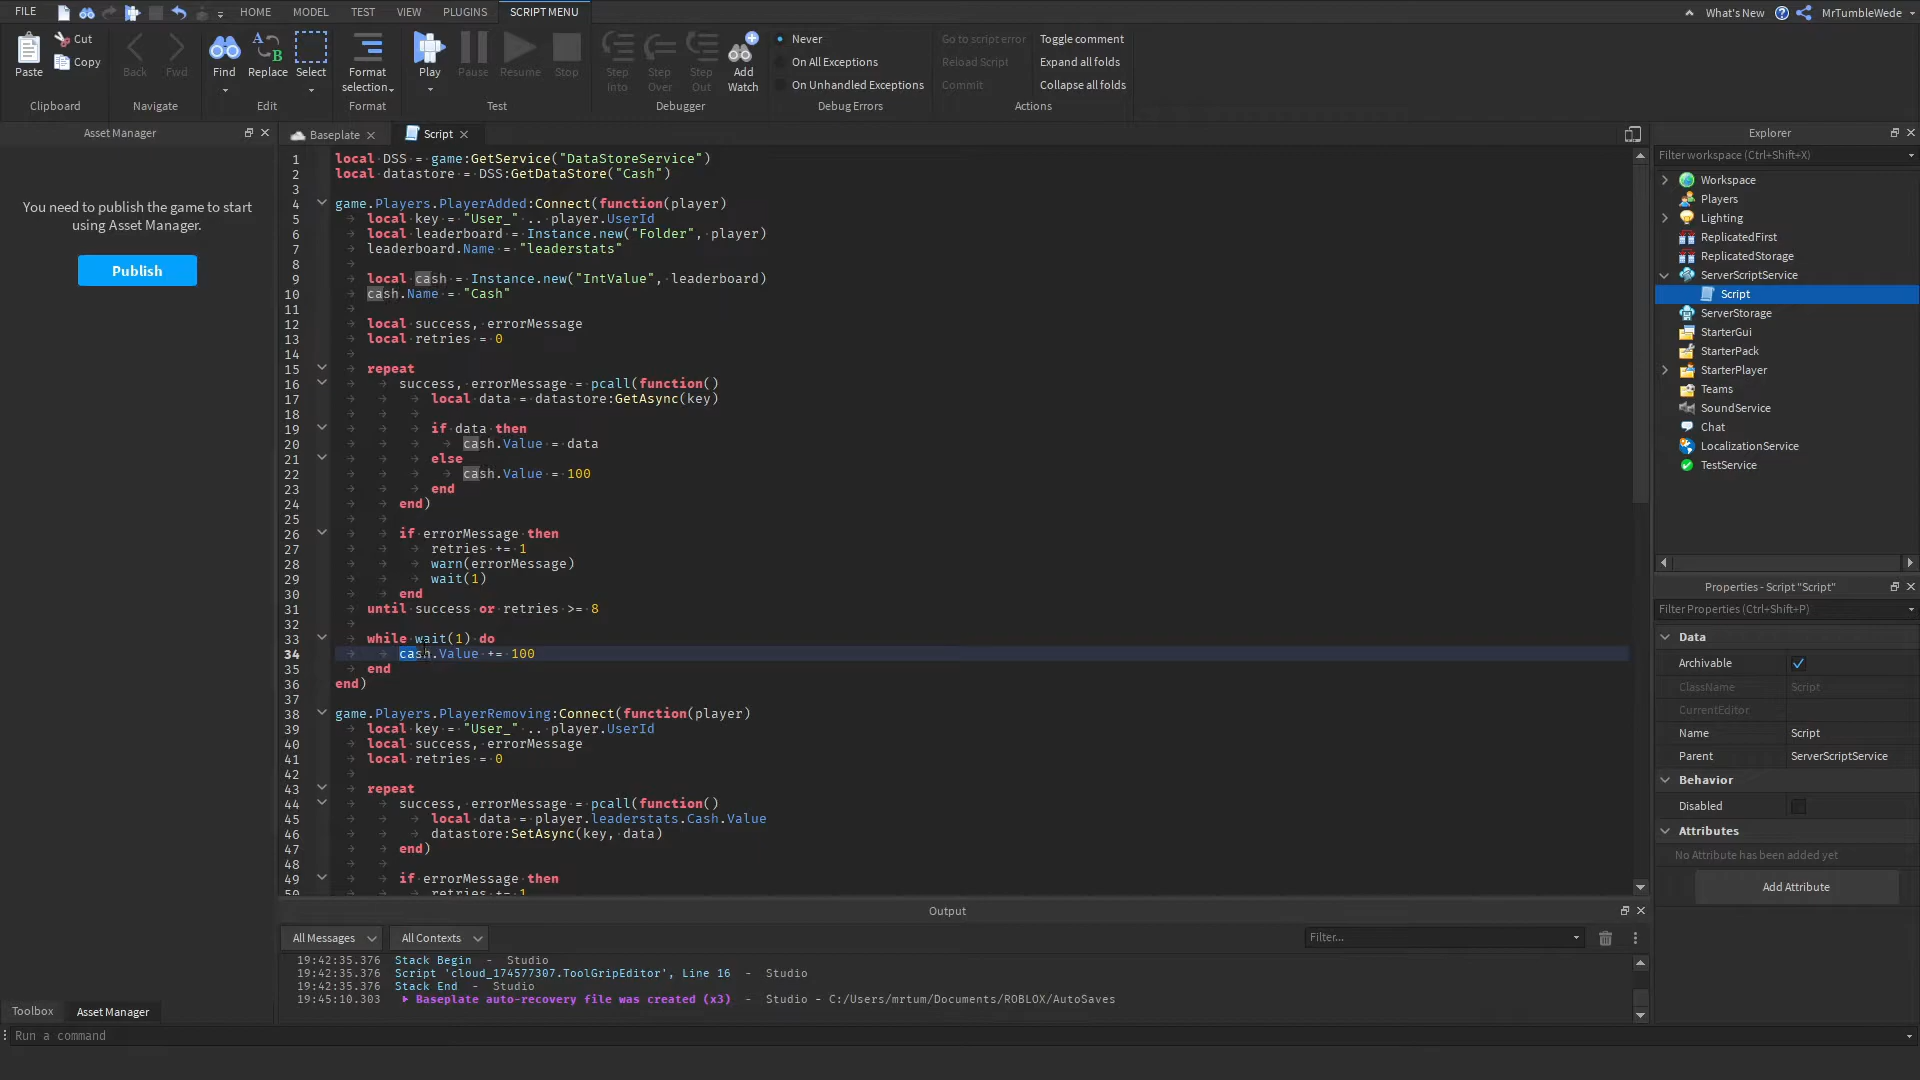 FILE
HOME
MODEL
TEST
VIEW
PLUGINS
SCRIPT MENU
What's New
MrTumbleWede
Paste
Cut
Copy
Clipboard
Back
Fwd
Navigate
Find
Replace
Select
Edit
Format
selection
Format
Play
Pause
Resume
Stop
Test
Step
Into
Step
Over
Step
Out
Add
Watch
Debugger
Never
On All Exceptions
On Unhandled Exceptions
Debug Errors
Go to script error
Reload Script
Commit
Toggle comment
Expand all folds
Collapse all folds
Actions
Asset Manager
You need to publish the game to start
using Asset Manager.
Publish
Toolbox
Asset Manager
Baseplate
Script
1 local DSS = game:GetService("DataStoreService")
2 local datastore = DSS:GetDataStore("Cash")
3
4 game.Players.PlayerAdded:Connect(function(player)
5 local key = "User_" .. player.UserId
6 local leaderboard = Instance.new("Folder", player)
7 leaderboard.Name = "leaderstats"
8
9 local cash = Instance.new("IntValue", leaderboard)
10 cash.Name = "Cash"
11
12 local success, errorMessage
13 local retries = 0
14
15 repeat
16 success, errorMessage = pcall(function()
17 local data = datastore:GetAsync(key)
18
19 if data then
20 cash.Value = data
21 else
22 cash.Value = 100
23 end
24 end)
25
26 if errorMessage then
27 retries += 1
28 warn(errorMessage)
29 wait(1)
30 end
31 until success or retries >= 8
32
33 while wait(1) do
34 cash.Value += 100
35 end
36 end)
37
38 game.Players.PlayerRemoving:Connect(function(player)
39 local key = "User_" .. player.UserId
40 local success, errorMessage
41 local retries = 0
42
43 repeat
44 success, errorMessage = pcall(function()
45 local data = player.leaderstats.Cash.Value
46 datastore:SetAsync(key, data)
47 end)
48
49 if errorMessage then
50 retries += 1
Output
All Messages
All Contexts
Filter...
19:42:35.376 Stack Begin - Studio
19:42:35.376 Script 'cloud_174577307.ToolGripEditor', Line 16 - Studio
19:42:35.376 Stack End - Studio
19:45:10.303 Baseplate auto-recovery file was created (x3) - Studio - C:/Users/mrtum/Documents/ROBLOX/AutoSaves
Run a command
Explorer
Filter workspace (Ctrl+Shift+X)
Workspace
Players
Lighting
ReplicatedFirst
ReplicatedStorage
ServerScriptService
Script
ServerStorage
StarterGui
StarterPack
StarterPlayer
Teams
SoundService
Chat
LocalizationService
TestService
Properties - Script "Script"
Filter Properties (Ctrl+Shift+P)
Data
Archivable
ClassName Script
CurrentEditor
Name Script
Parent ServerScriptService
Behavior
Disabled
Attributes
No Attribute has been added yet
Add Attribute